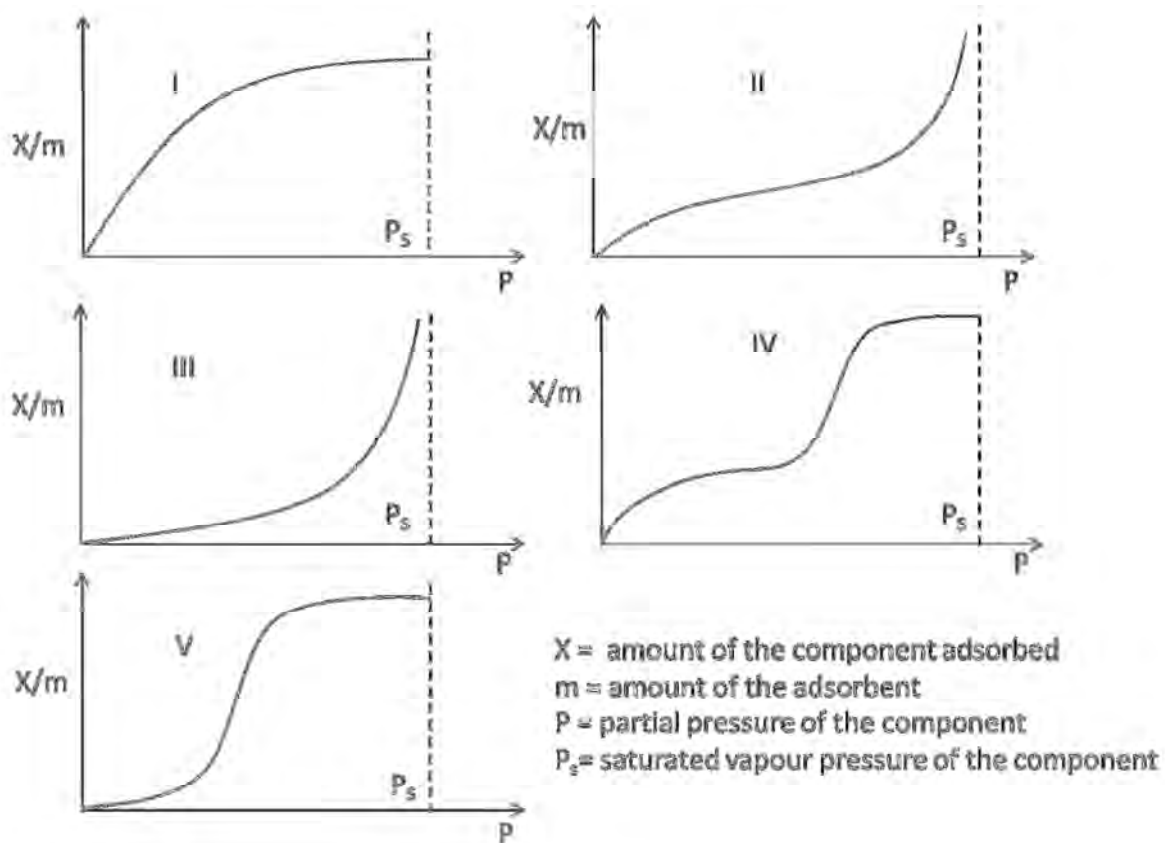 I
X/m
Ps
P
II
X/m
Ps
P
III
X/m
Ps
P
IV
X/m
Ps
P
V
X/m
Ps
P
X = amount of the component adsorbed
m = amount of the adsorbent
P = partial pressure of the component
Ps= saturated vapour pressure of the component